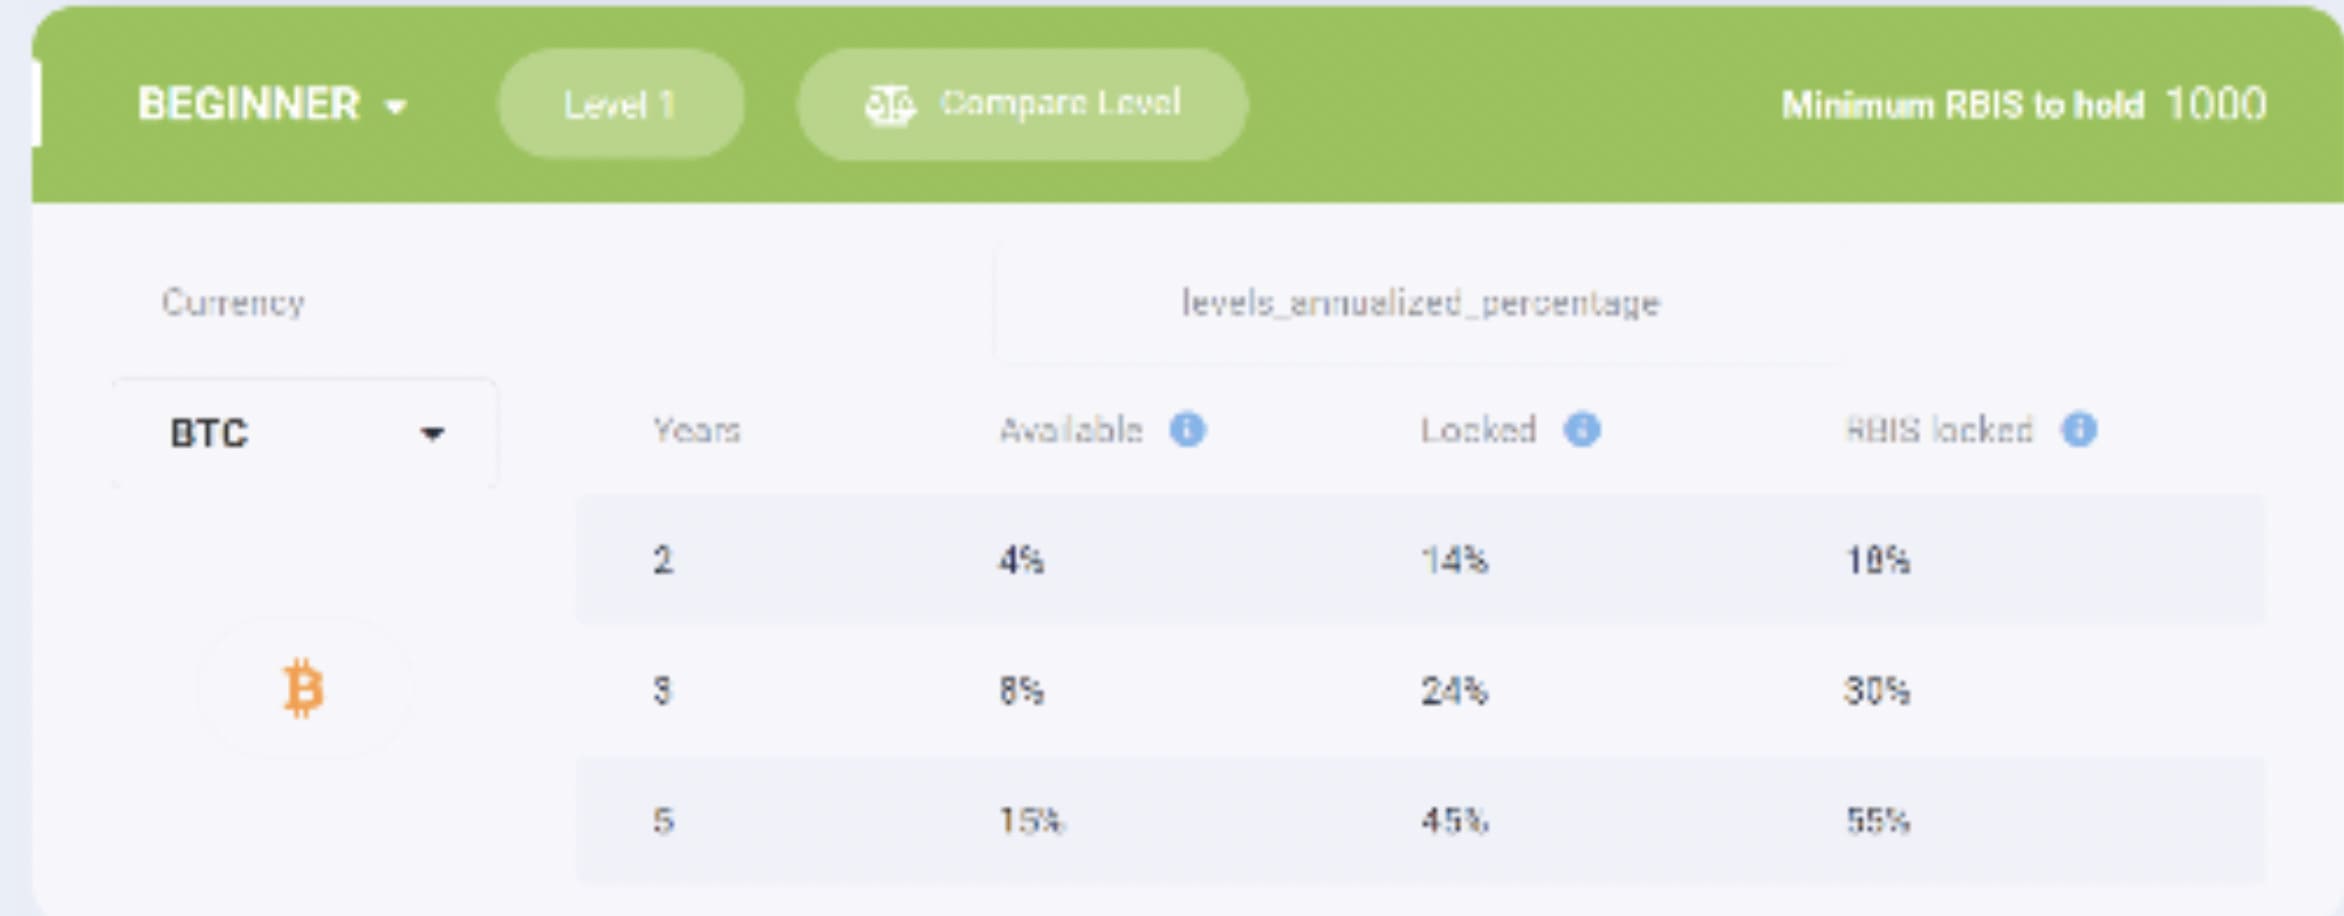 BEGINNER Level 1 Compare Level Minimum RBIS to hold 1000
Currency levels_annualized_percentage
BTC Years Available Locked RBIS locked
2 4% 14%
3 8% 24% 30%
5 15% 45% 55%